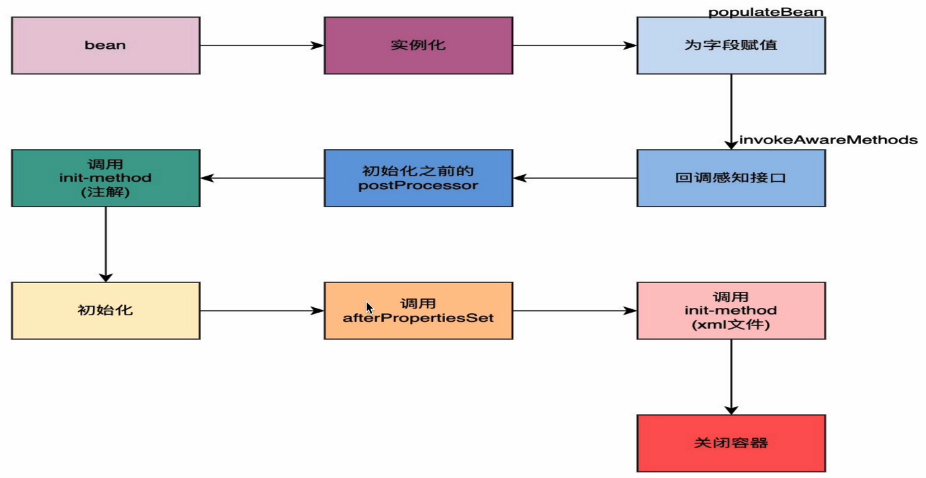 populateBean
bean
实例化
为字段赋值
invokeAwareMethods
调用
init-method
(注解)
初始化之前的
postProcessor
回调感知接口
初始化
调用
afterPropertiesSet
调用
init-method
(xml文件)
关闭容器